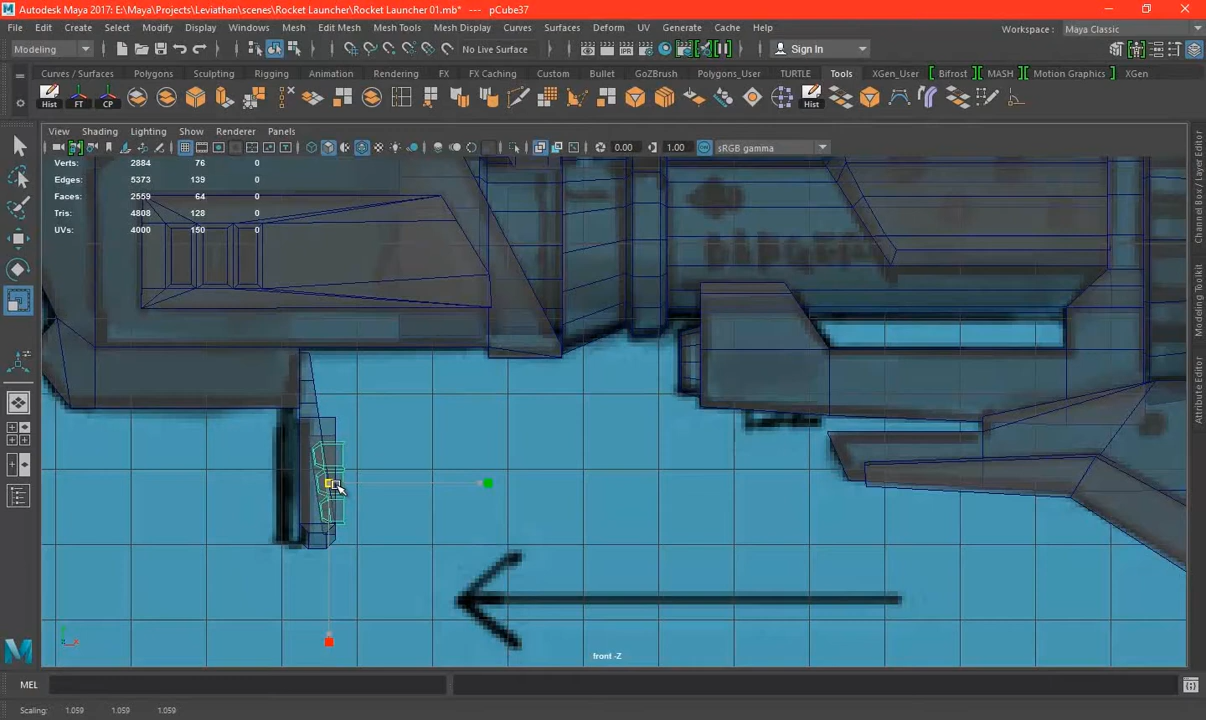 Autodesk Maya 2017: E:\Maya\Projects\Leviathan\scenes\Rocket Launcher\Rocket Launcher 01.mb* --- pCube37
File Edit Create Select Modify Display Windows Mesh Edit Mesh Mesh Tools Mesh Display Curves Surfaces Deform UV Generate Cache Help Workspace : Maya Classic
Modeling No Live Surface Sign In
Curves / Surfaces Polygons Sculpting Rigging Animation Rendering FX FX Caching Custom Bullet GoZBrush Polygons_User TURTLE Tools XGen_User Bifrost MASH Motion Graphics XGen
Hist FT CP Hist
View Shading Lighting Show Renderer Panels
0.00 1.00 sRGB gamma
Verts: 2884 76 0
Edges: 5373 139 0
Faces: 2559 64 0
Tris: 4808 128 0
UVs: 4000 150 0
Channel Box / Layer Editor
Modeling Toolkit
Attribute Editor
front -Z
MEL
Scaling: 1.059 1.059 1.059